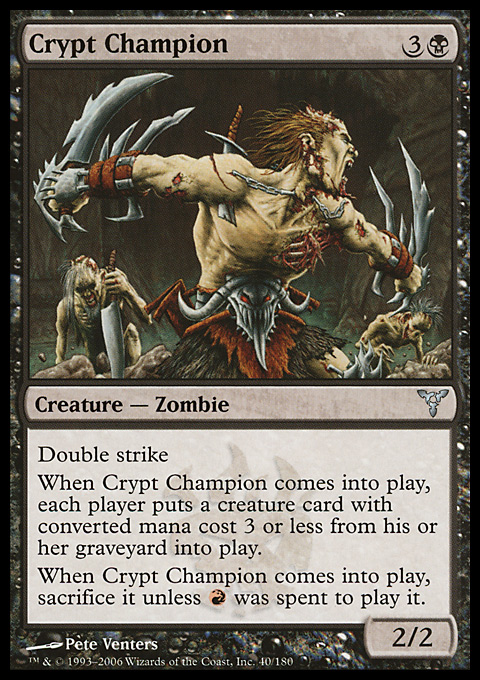 Crypt Champion 3
Creature — Zombie
Double strike
When Crypt Champion comes into play,
each player puts a creature card with
converted mana cost 3 or less from his or
her graveyard into play.
When Crypt Champion comes into play,
sacrifice it unless was spent to play it.
Pete Venters
2/2
™ & © 1993–2006 Wizards of the Coast, Inc. 40/180